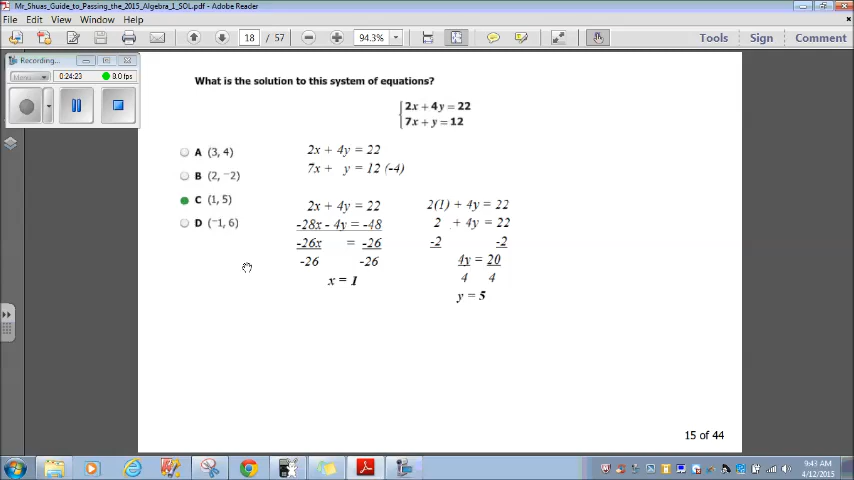 Mr_Shuas_Guide_to_Passing_the_2015_Algebra_1_SOL.pdf - Adobe Reader
File Edit View Window Help
18 / 57
94.3%
Tools Sign Comment
Recording...
Menu
0:24:23
8.0 fps
What is the solution to this system of equations?
2x + 4y = 22
7x + y = 12
A (3, 4)
B (2, −2)
C (1, 5)
D (−1, 6)
2x + 4y = 22
7x + y = 12 (-4)
2x + 4y = 22
-28x - 4y = -48
-26x = -26
-26 -26
x = 1
2(1) + 4y = 22
2 + 4y = 22
-2 -2
4y = 20
4 4
y = 5
15 of 44
9:43 AM
4/12/2015